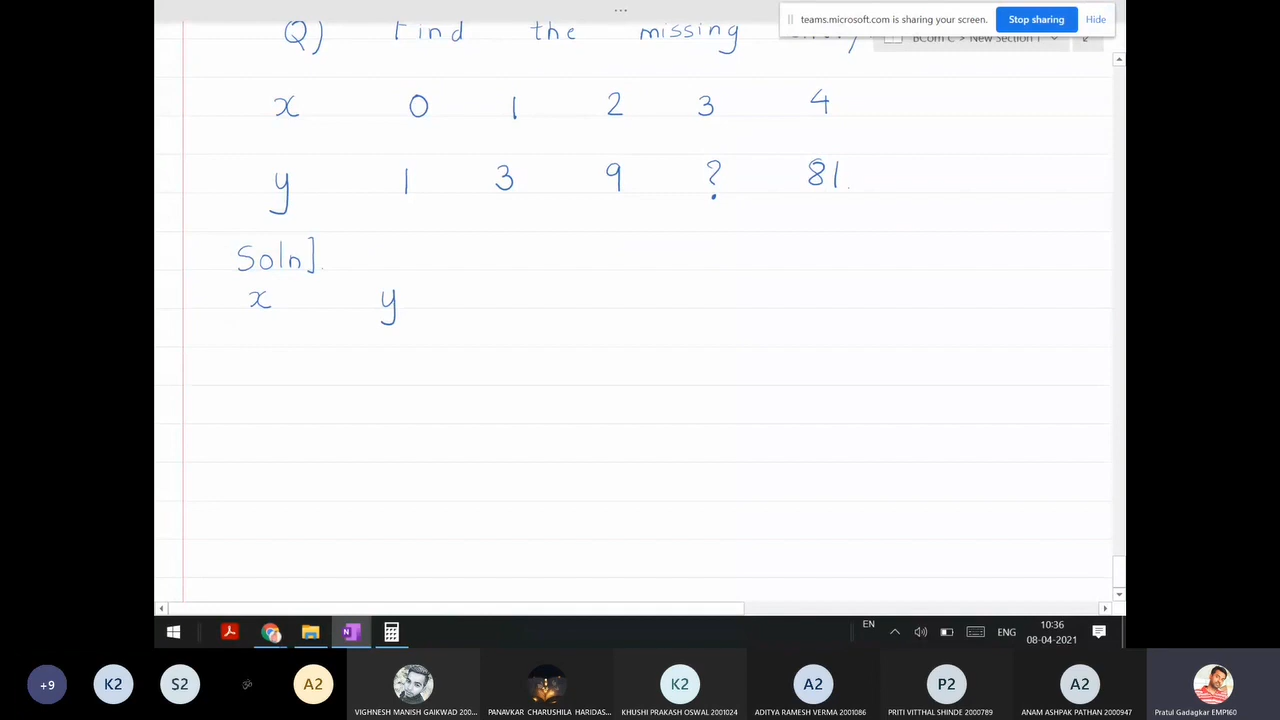 teams.microsoft.com is sharing your screen. Stop sharing Hide
Q) Find the missing
BCom C > New Section 1
x 0 1 2 3 4
y 1 3 9 ? 81.
Soln].
x y
EN ENG 10:36
08-04-2021
+9 K2 S2 A2 K2 A2 P2 A2
VIGHNESH MANISH GAIKWAD 200... PANAVKAR CHARUSHILA HARIDAS... KHUSHI PRAKASH OSWAL 2001024 ADITYA RAMESH VERMA 2001086 PRITI VITTHAL SHINDE 2000789 ANAM ASHPAK PATHAN 2000947 Pratul Gadagkar EMP160